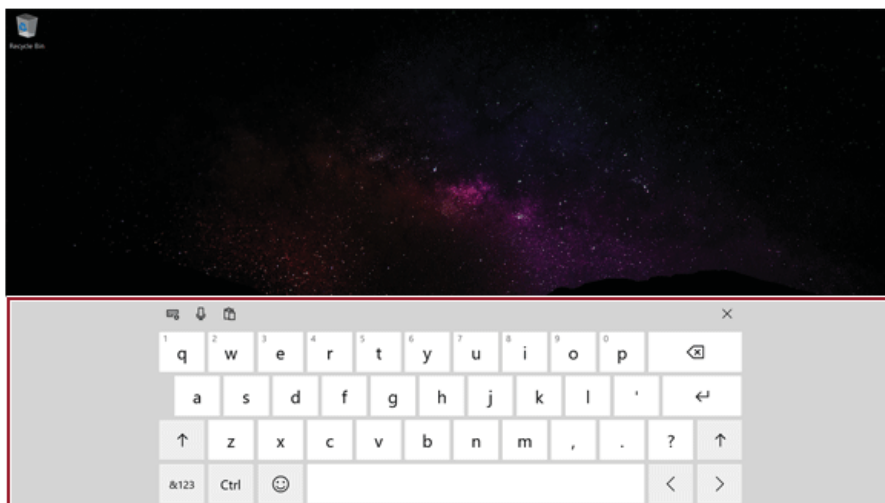 Recycle Bin
1 2 3 4 5 6 7 8 9 0
q w e r t y u i o p
a s d f g h j k l '
z x c v b n m , . ?
&123 Ctrl